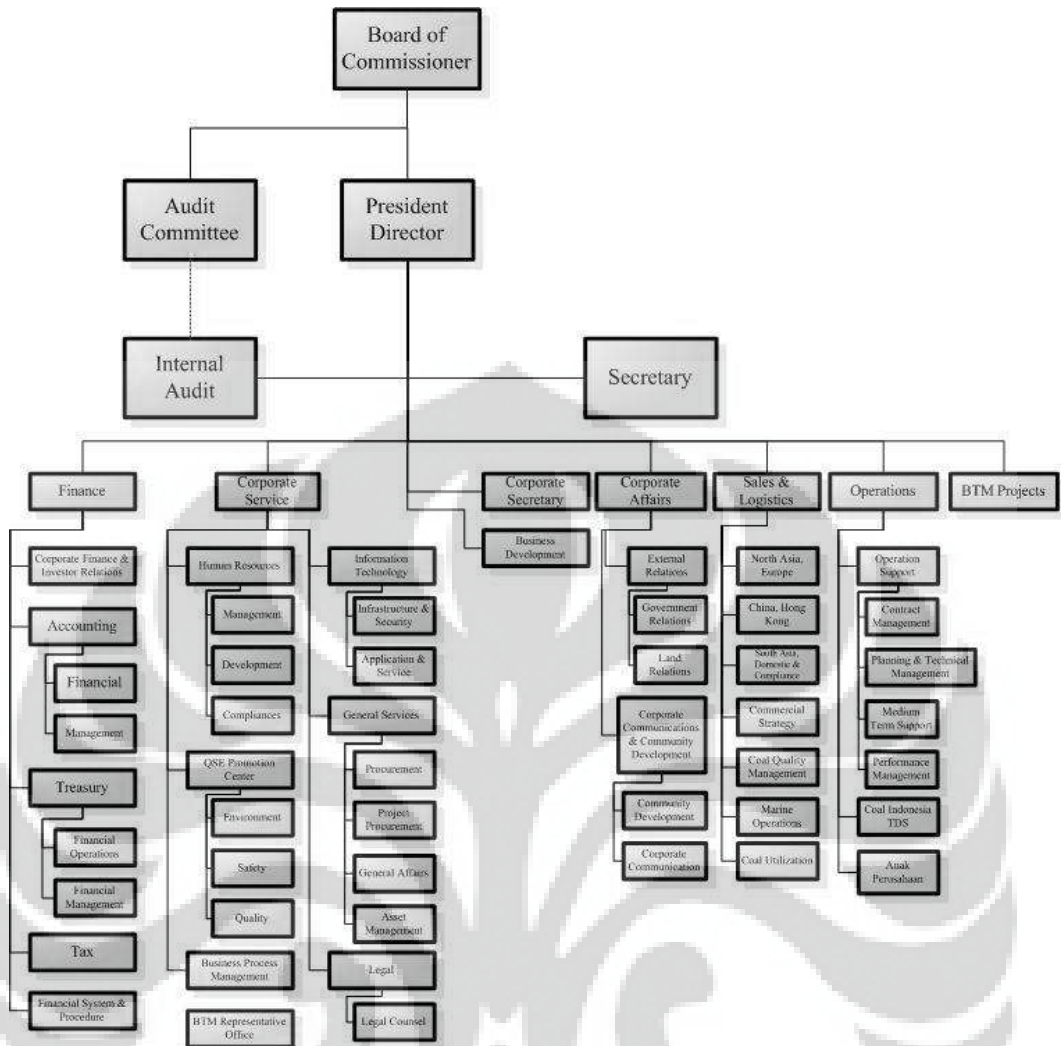 Board of
Commissioner
Audit
Committee
President
Director
Internal
Audit
Secretary
Finance
Corporate
Service
Corporate
Secretary
Corporate
Affairs
Sales &
Logistics
Operations
BTM Projects
Business
Development
Corporate Finance &
Investor Relations
Accounting
Financial
Management
Treasury
Financial
Operations
Financial
Management
Tax
Financial System &
Procedure
Human Resources
Management
Development
Compliances
QSE Promotion
Center
Environment
Safety
Quality
Business Process
Management
BTM Representative
Office
Information
Technology
Infrastructure &
Security
Application &
Service
General Services
Procurement
Project
Procurement
General Affairs
Asset
Management
Legal
Legal Counsel
External
Relations
Government
Relations
Land
Relations
Corporate
Communications
& Community
Development
Community
Development
Corporate
Communication
North Asia,
Europe
China, Hong
Kong
South Asia,
Domestic &
Compliance
Commercial
Strategy
Coal Quality
Management
Marine
Operations
Coal Utilization
Operation
Support
Contract
Management
Planning & Technical
Management
Medium
Term Support
Performance
Management
Coal Indonesia
TDS
Anak
Perusahaan